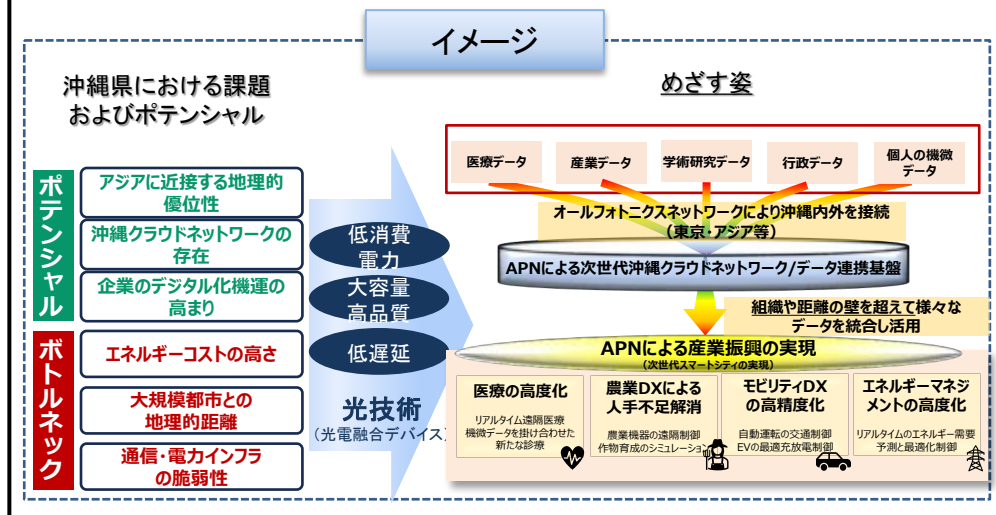 イメージ
沖縄県における課題
およびポテンシャル
ポテンシャル
アジアに近接する地理的
優位性
沖縄クラウドネットワークの
存在
企業のデジタル化機運の
高まり
ボトルネック
エネルギーコストの高さ
大規模都市との
地理的距離
通信・電力インフラ
の脆弱性
低消費
電力
大容量
高品質
低遅延
光技術
（光電融合デバイス）
めざす姿
医療データ
産業データ
学術研究データ
行政データ
個人の機微
データ
オールフォトニクスネットワークにより沖縄内外を接続
（東京・アジア等）
APNによる次世代沖縄クラウドネットワーク/データ連携基盤
組織や距離の壁を超えて様々な
データを統合し活用
APNによる産業振興の実現
（次世代スマートシティの実現）
医療の高度化
リアルタイム遠隔医療
機微データを掛け合わせた
新たな診療
農業DXによる
人手不足解消
農業機器の遠隔制御
作物育成のシミュレーション
モビリティDX
の高精度化
自動運転の交通制御
EVの最適充放電制御
エネルギーマネジ
メントの高度化
リアルタイムのエネルギー需要
予測と最適化制御